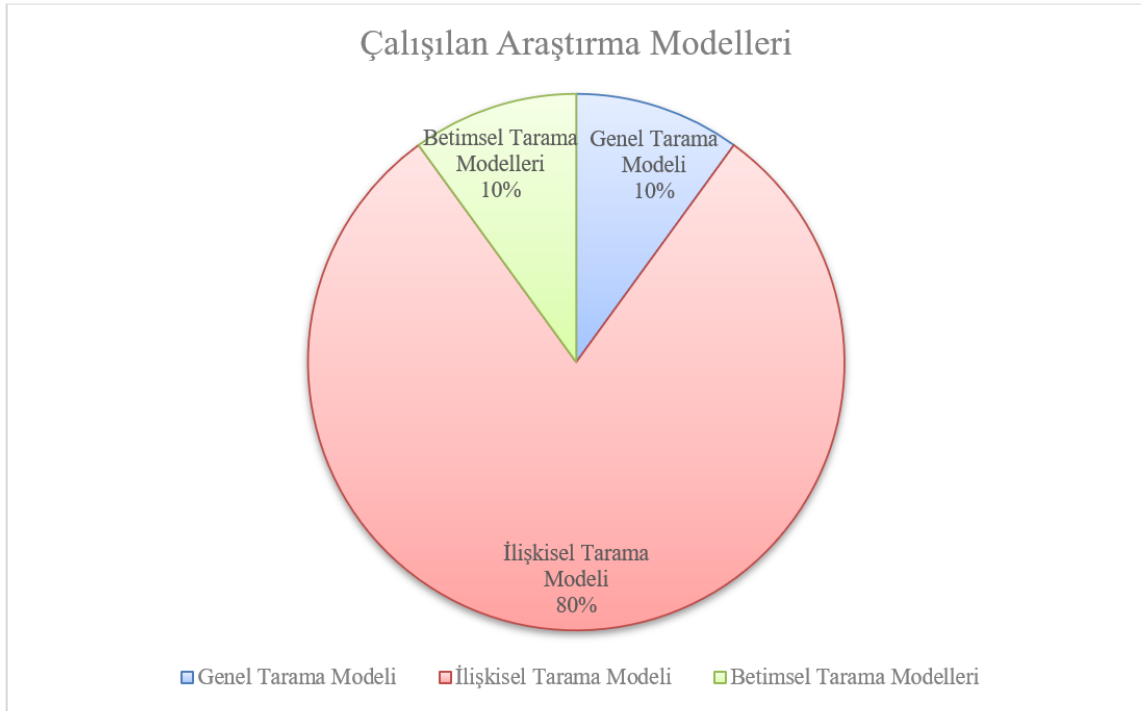 Çalışılan Araştırma Modelleri
Betimsel Tarama
Modelleri
10%
Genel Tarama
Modeli
10%
İlişkisel Tarama
Modeli
80%
Genel Tarama Modeli İlişkisel Tarama Modeli Betimsel Tarama Modelleri